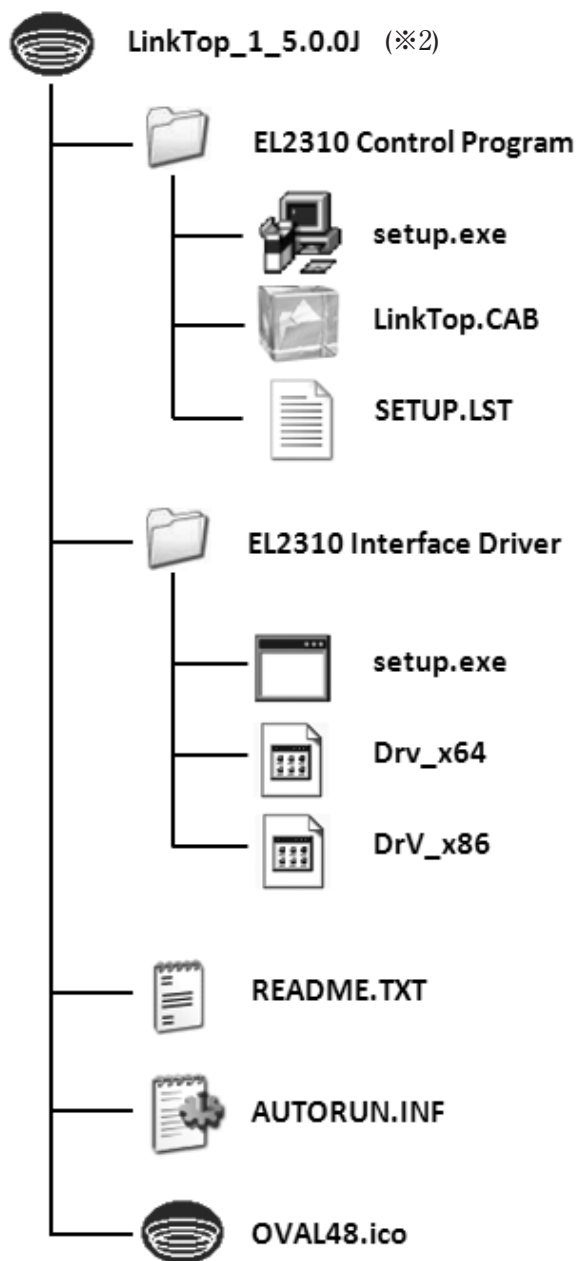 LinkTop_1_5.0.0J (※2)
EL2310 Control Program
setup.exe
LinkTop.CAB
SETUP.LST
EL2310 Interface Driver
setup.exe
Drv_x64
DrV_x86
README.TXT
AUTORUN.INF
OVAL48.ico